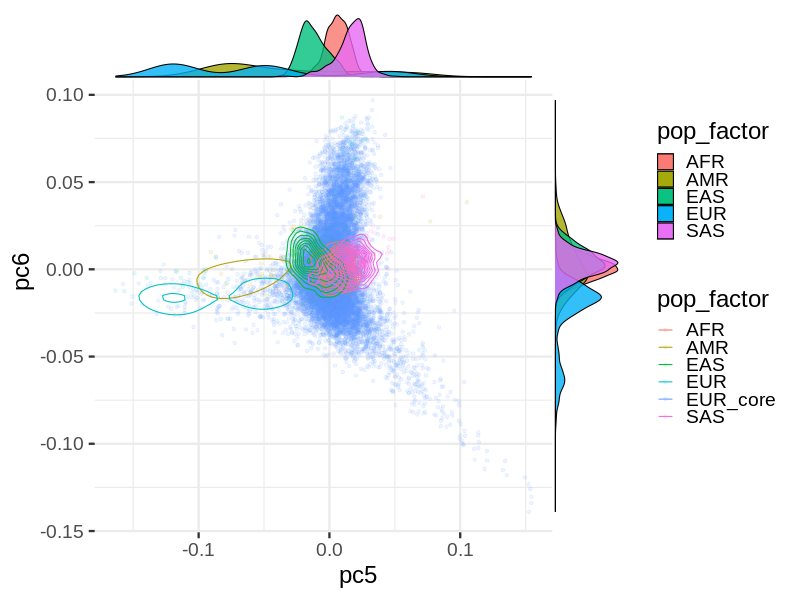 0.10
0.05
0.00
-0.05
-0.10
-0.15
pc6
-0.1
0.0
0.1
pc5
pop_factor
AFR
AMR
EAS
EUR
SAS
pop_factor
AFR
AMR
EAS
EUR
EUR_core
SAS